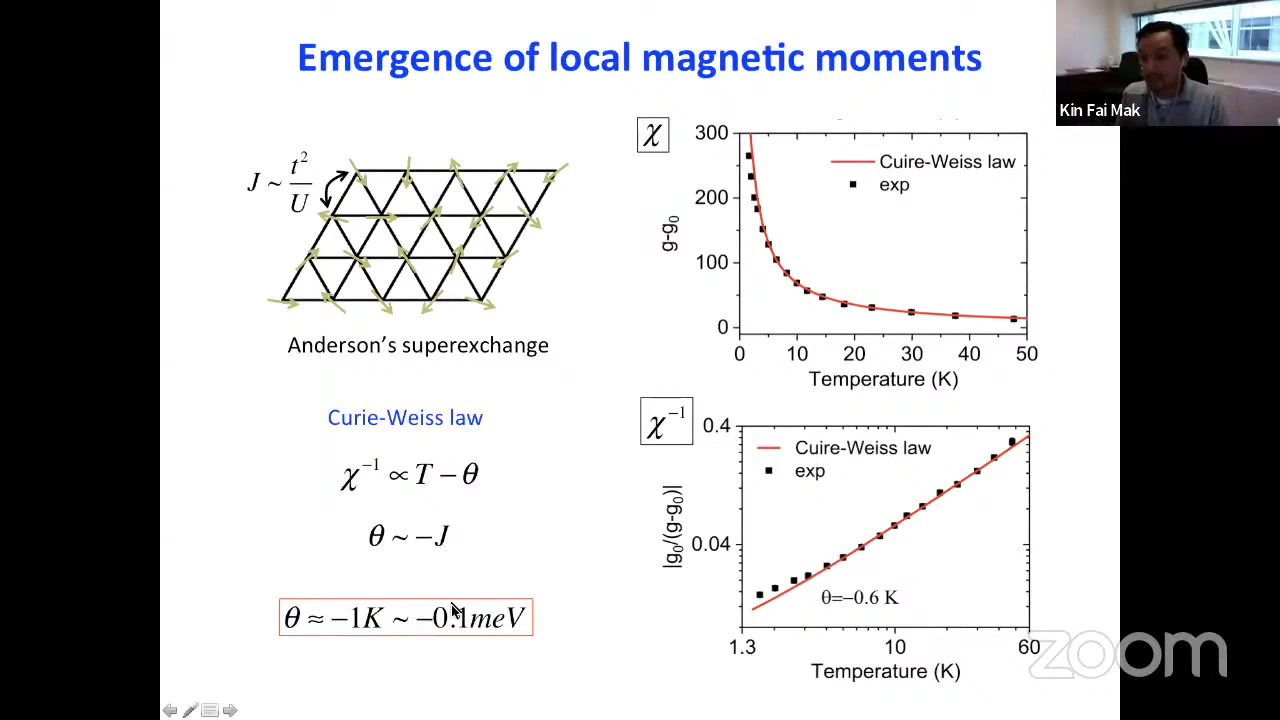 Emergence of local magnetic moments
Kin Fai Mak
J ~ t²/U
Anderson's superexchange
Curie-Weiss law
χ⁻¹ ∝ T − θ
θ ~ −J
θ ≈ −1K ~ −0.1meV
χ
300
200
100
0
g-g₀
Cuire-Weiss law
exp
0 10 20 30 40 50
Temperature (K)
χ⁻¹
0.4
0.04
|g₀/(g-g₀)|
Cuire-Weiss law
exp
θ=−0.6 K
1.3 10 60
Temperature (K)
zoom